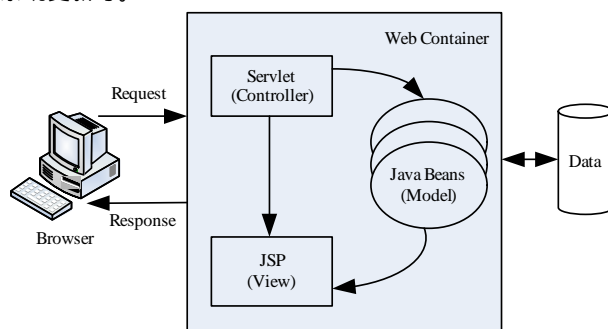 Web Container
Servlet
(Controller)
Request
Java Beans
(Model)
Data
Response
Browser
JSP
(View)